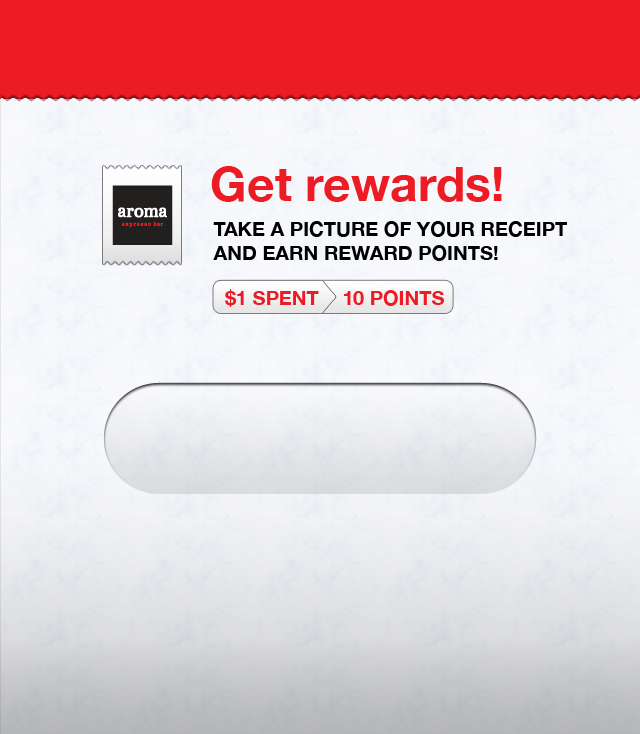 aroma
espresso bar
Get rewards!
TAKE A PICTURE OF YOUR RECEIPT
AND EARN REWARD POINTS!
$1 SPENT 10 POINTS